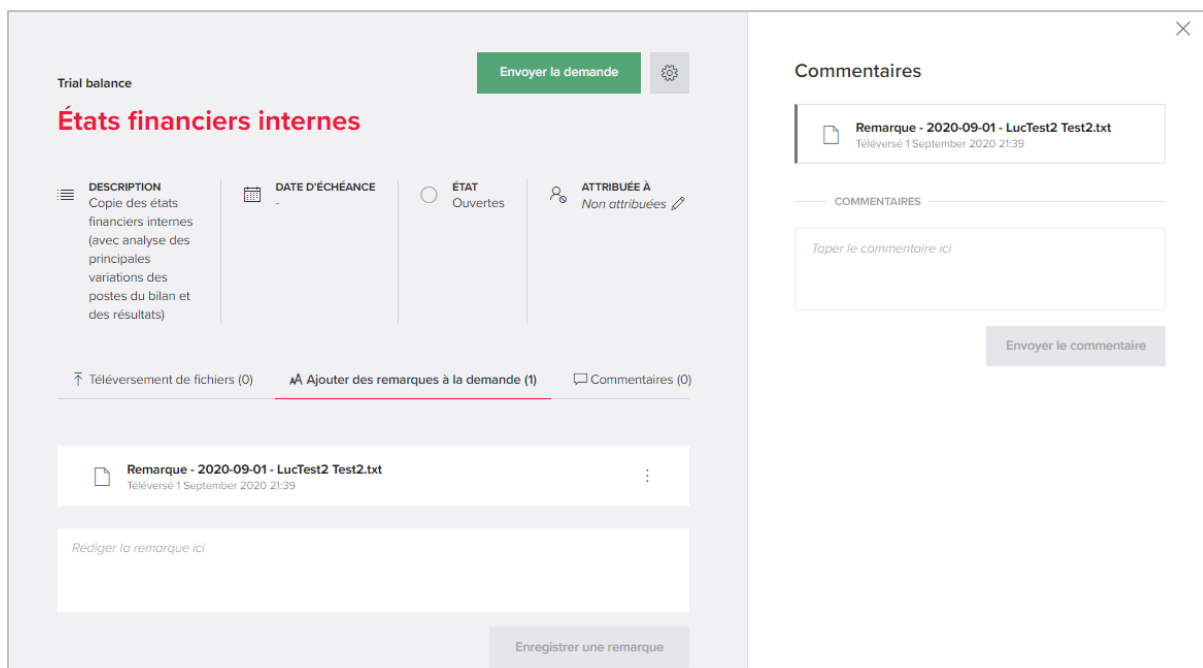 Trial balance
Envoyer la demande
États financiers internes
DESCRIPTION
Copie des états
financiers internes
(avec analyse des
principales
variations des
postes du bilan et
des résultats)
DATE D'ÉCHÉANCE
-
ÉTAT
Ouvertes
ATTRIBUÉE À
Non attribuées
Téléversement de fichiers (0)
AA Ajouter des remarques à la demande (1)
Commentaires (0)
Remarque - 2020-09-01 - LucTest2 Test2.txt
Téléversé 1 September 2020 21:39
Rédiger la remarque ici
Enregistrer une remarque
Commentaires
Remarque - 2020-09-01 - LucTest2 Test2.txt
Téléversé 1 September 2020 21:39
COMMENTAIRES
Taper le commentaire ici
Envoyer le commentaire